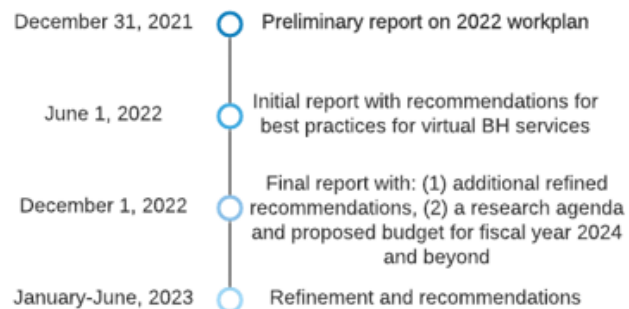 December 31, 2021 Preliminary report on 2022 workplan
June 1, 2022
Initial report with recommendations for
best practices for virtual BH services
December 1, 2022
Final report with: (1) additional refined
recommendations, (2) a research agenda
and proposed budget for fiscal year 2024
and beyond
January-June, 2023 Refinement and recommendations